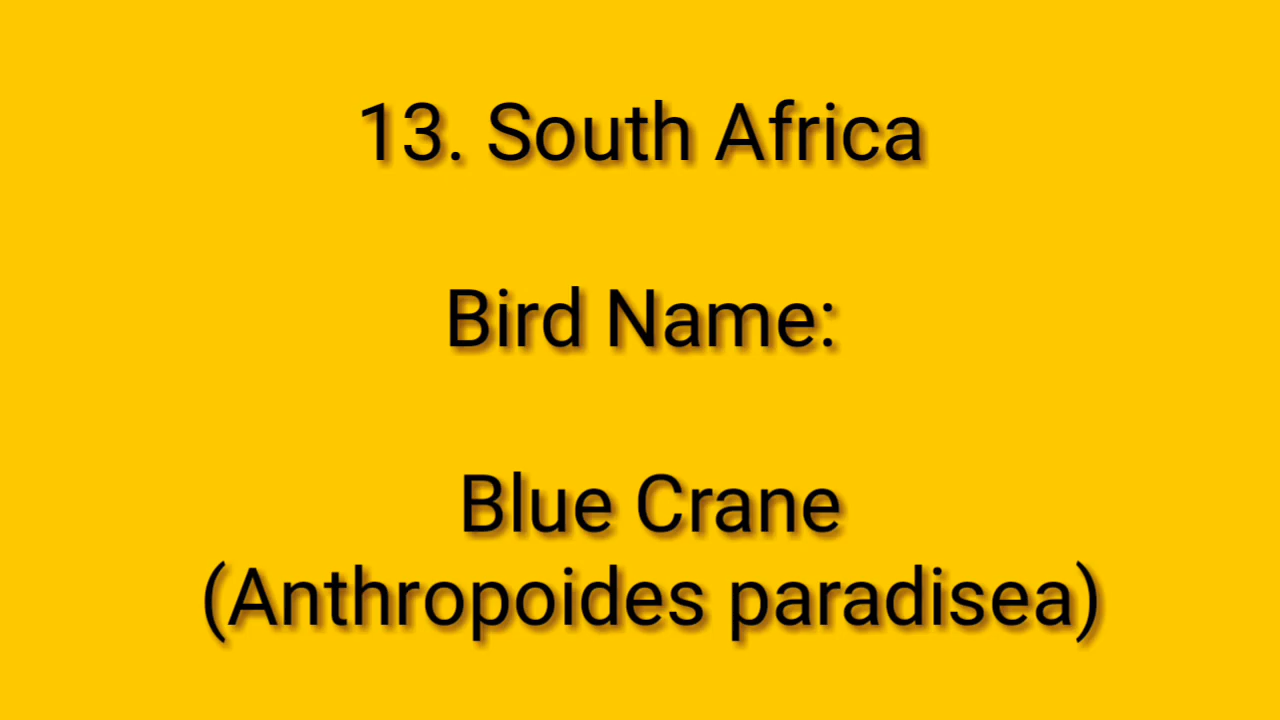 13. South Africa
Bird Name:
Blue Crane
(Anthropoides paradisea)